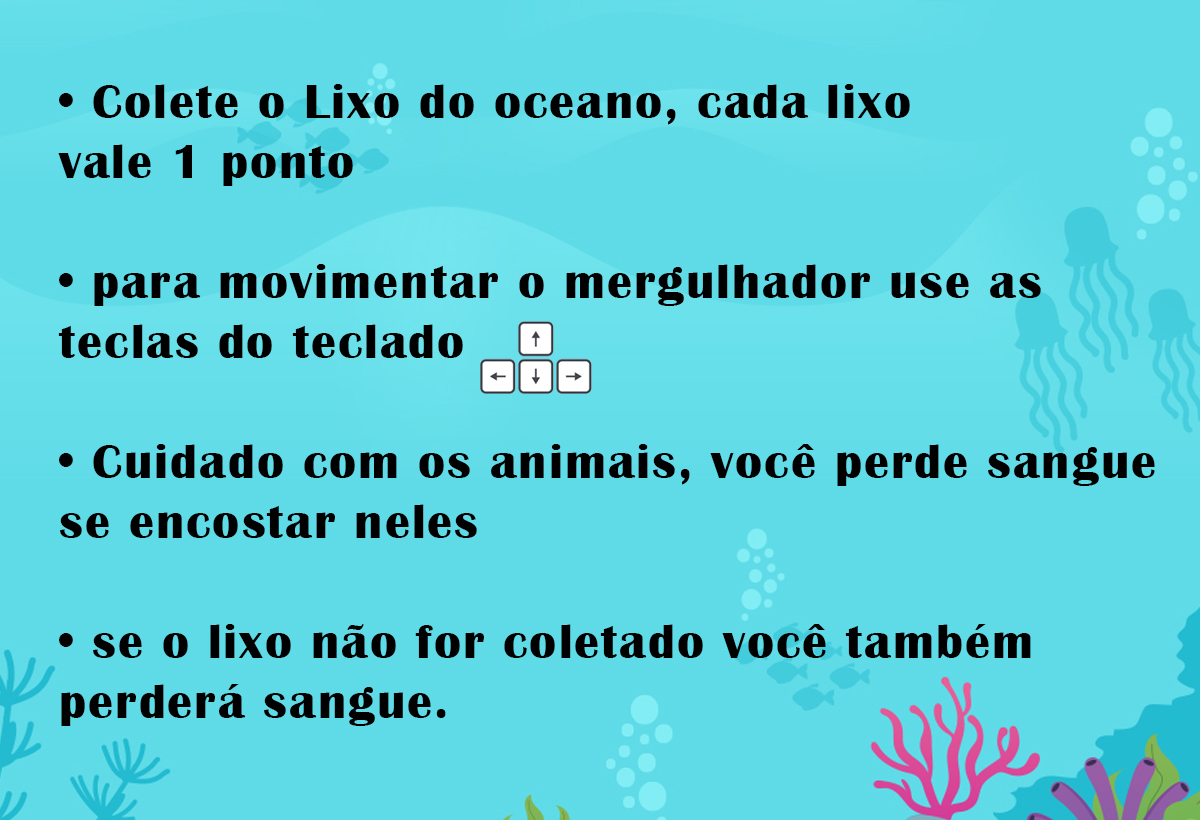 • Colete o Lixo do oceano, cada lixo
vale 1 ponto
• para movimentar o mergulhador use as
teclas do teclado
↑
← ↓ →
• Cuidado com os animais, você perde sangue
se encostar neles
• se o lixo não for coletado você também
perderá sangue.